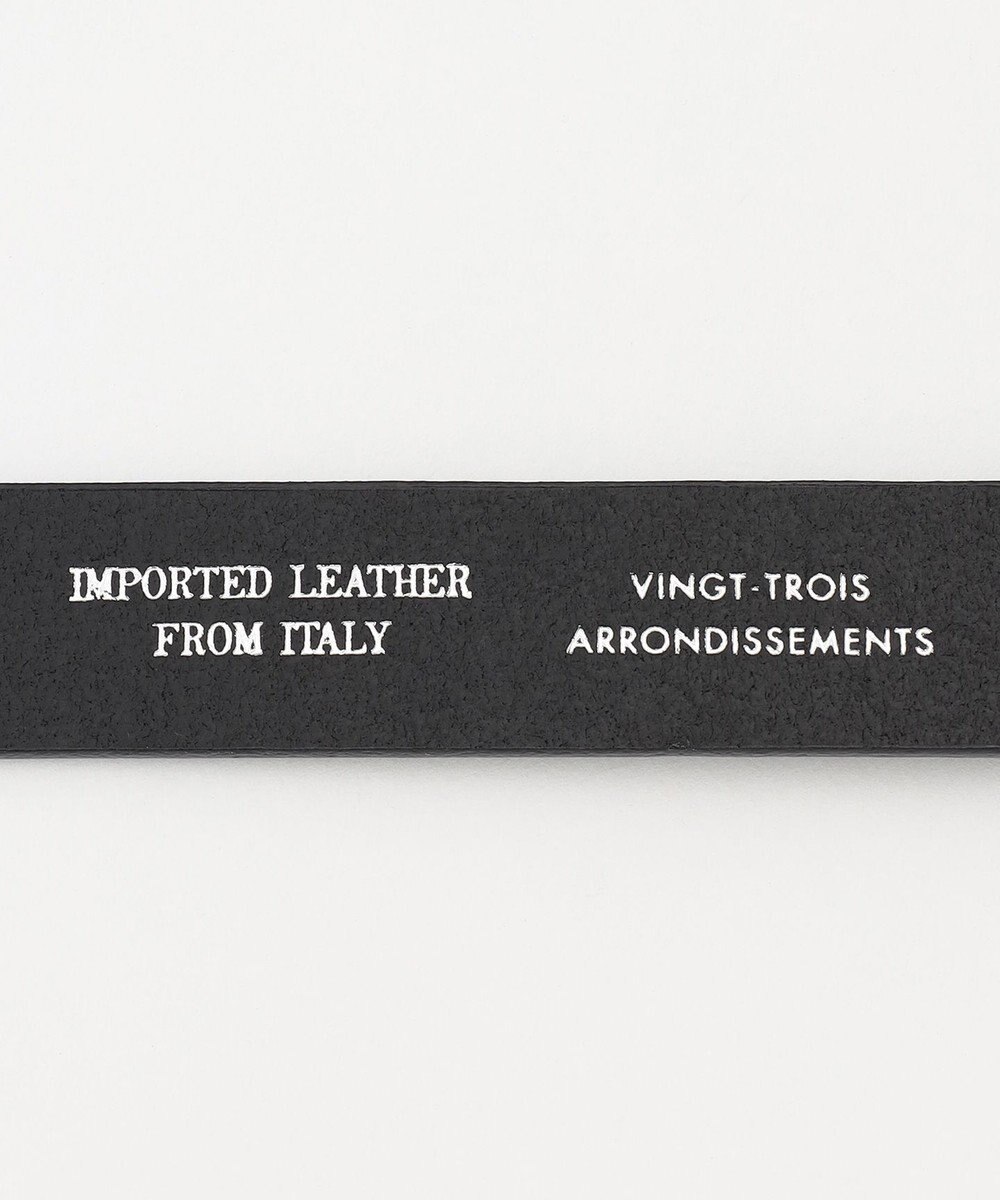 IMPORTED LEATHER
FROM ITALY
VINGT-TROIS
ARRONDISSEMENTS